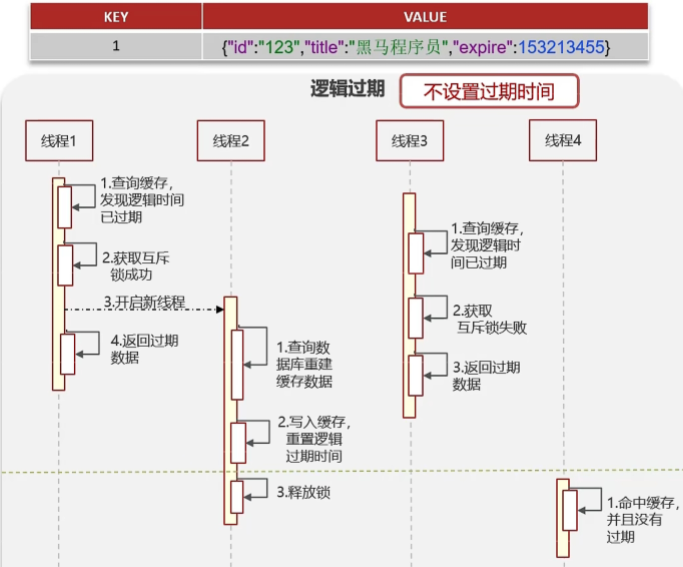 KEY VALUE
1 {"id":"123","title":"黑马程序员","expire":153213455}
逻辑过期 不设置过期时间
线程1
线程2
线程3
线程4
1.查询缓存，
发现逻辑时间
已过期
2.获取互斥
锁成功
3.开启新线程
4.返回过期
数据
1.查询数
据库重建
缓存数据
2.写入缓存，
重置逻辑
过期时间
3.释放锁
1.查询缓存，
发现逻辑时
间已过期
2.获取
互斥锁失败
3.返回过期
数据
1.命中缓存，
并且没有
过期